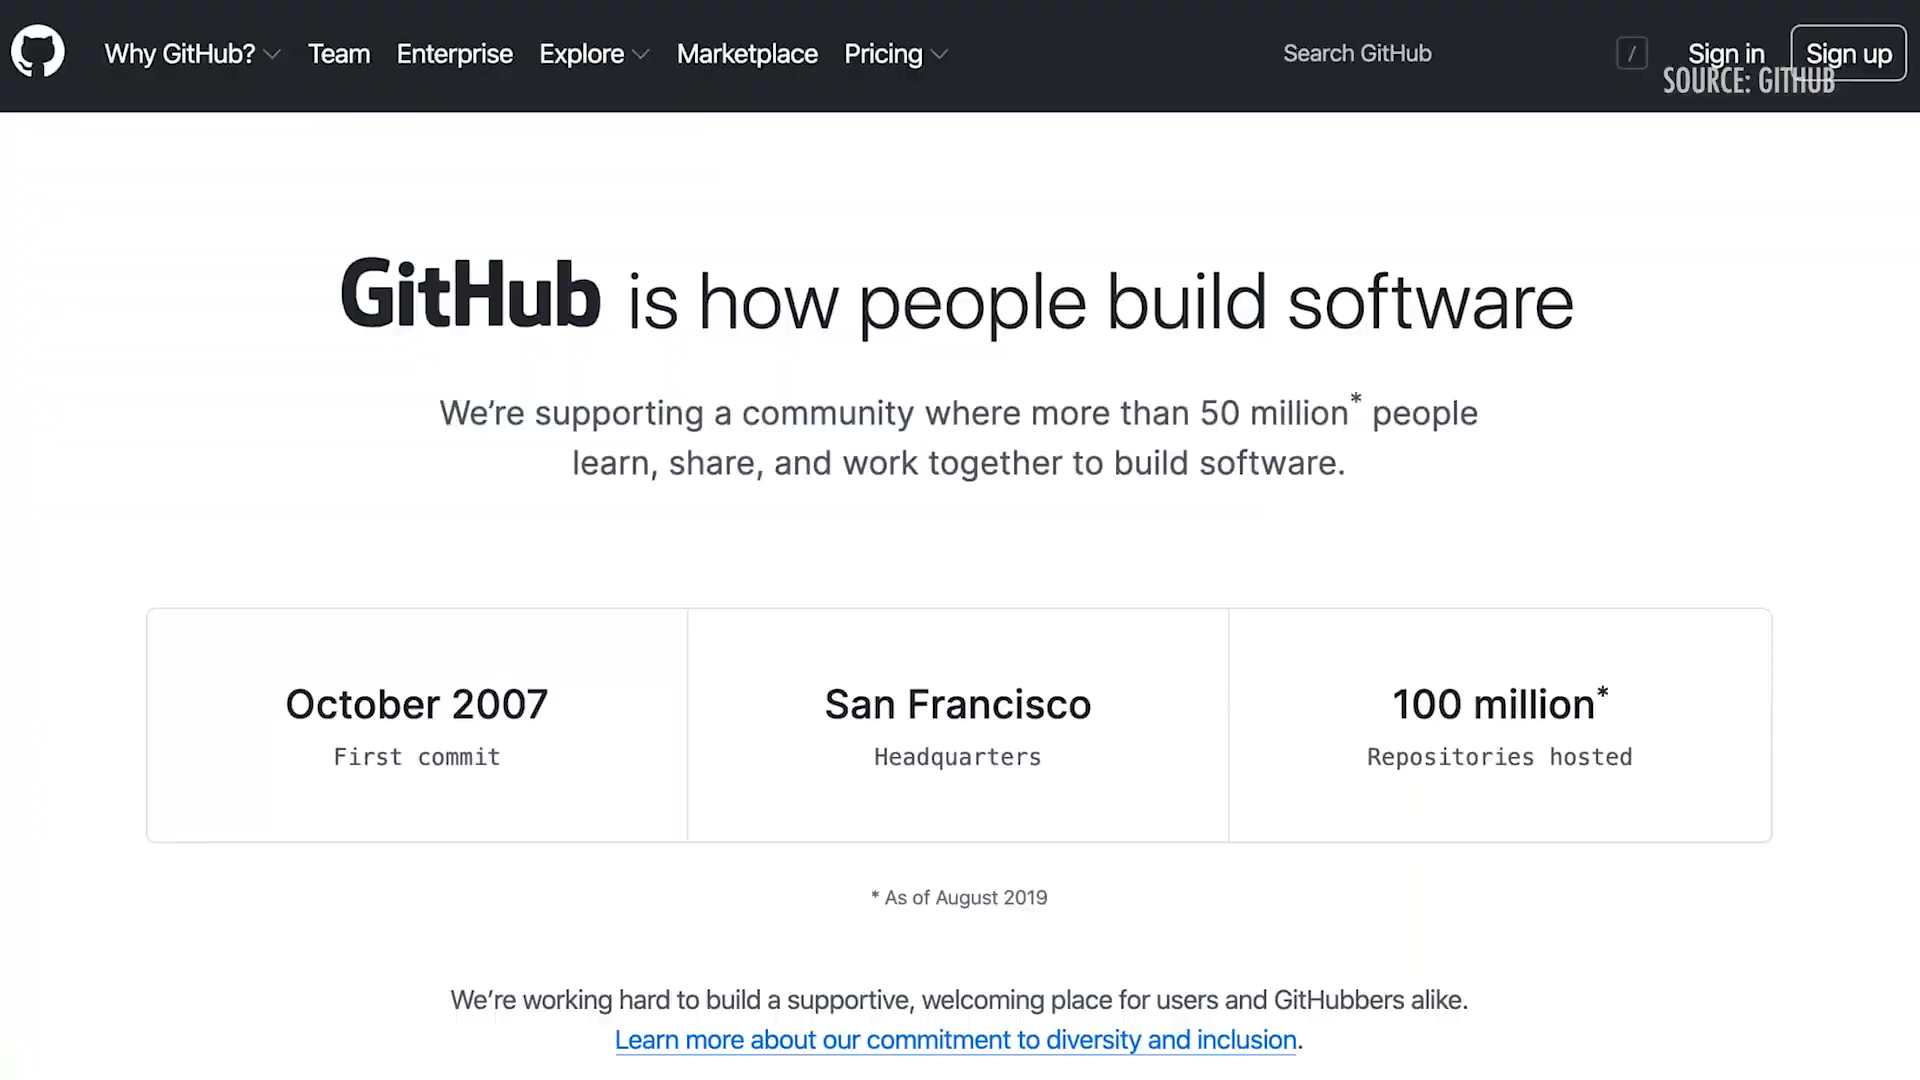 Why GitHub? Team Enterprise Explore Marketplace Pricing Search GitHub / Sign in Sign up
SOURCE: GITHUB
GitHub is how people build software
We’re supporting a community where more than 50 million* people
learn, share, and work together to build software.
October 2007 San Francisco 100 million*
First commit Headquarters Repositories hosted
* As of August 2019
We’re working hard to build a supportive, welcoming place for users and GitHubbers alike.
Learn more about our commitment to diversity and inclusion.